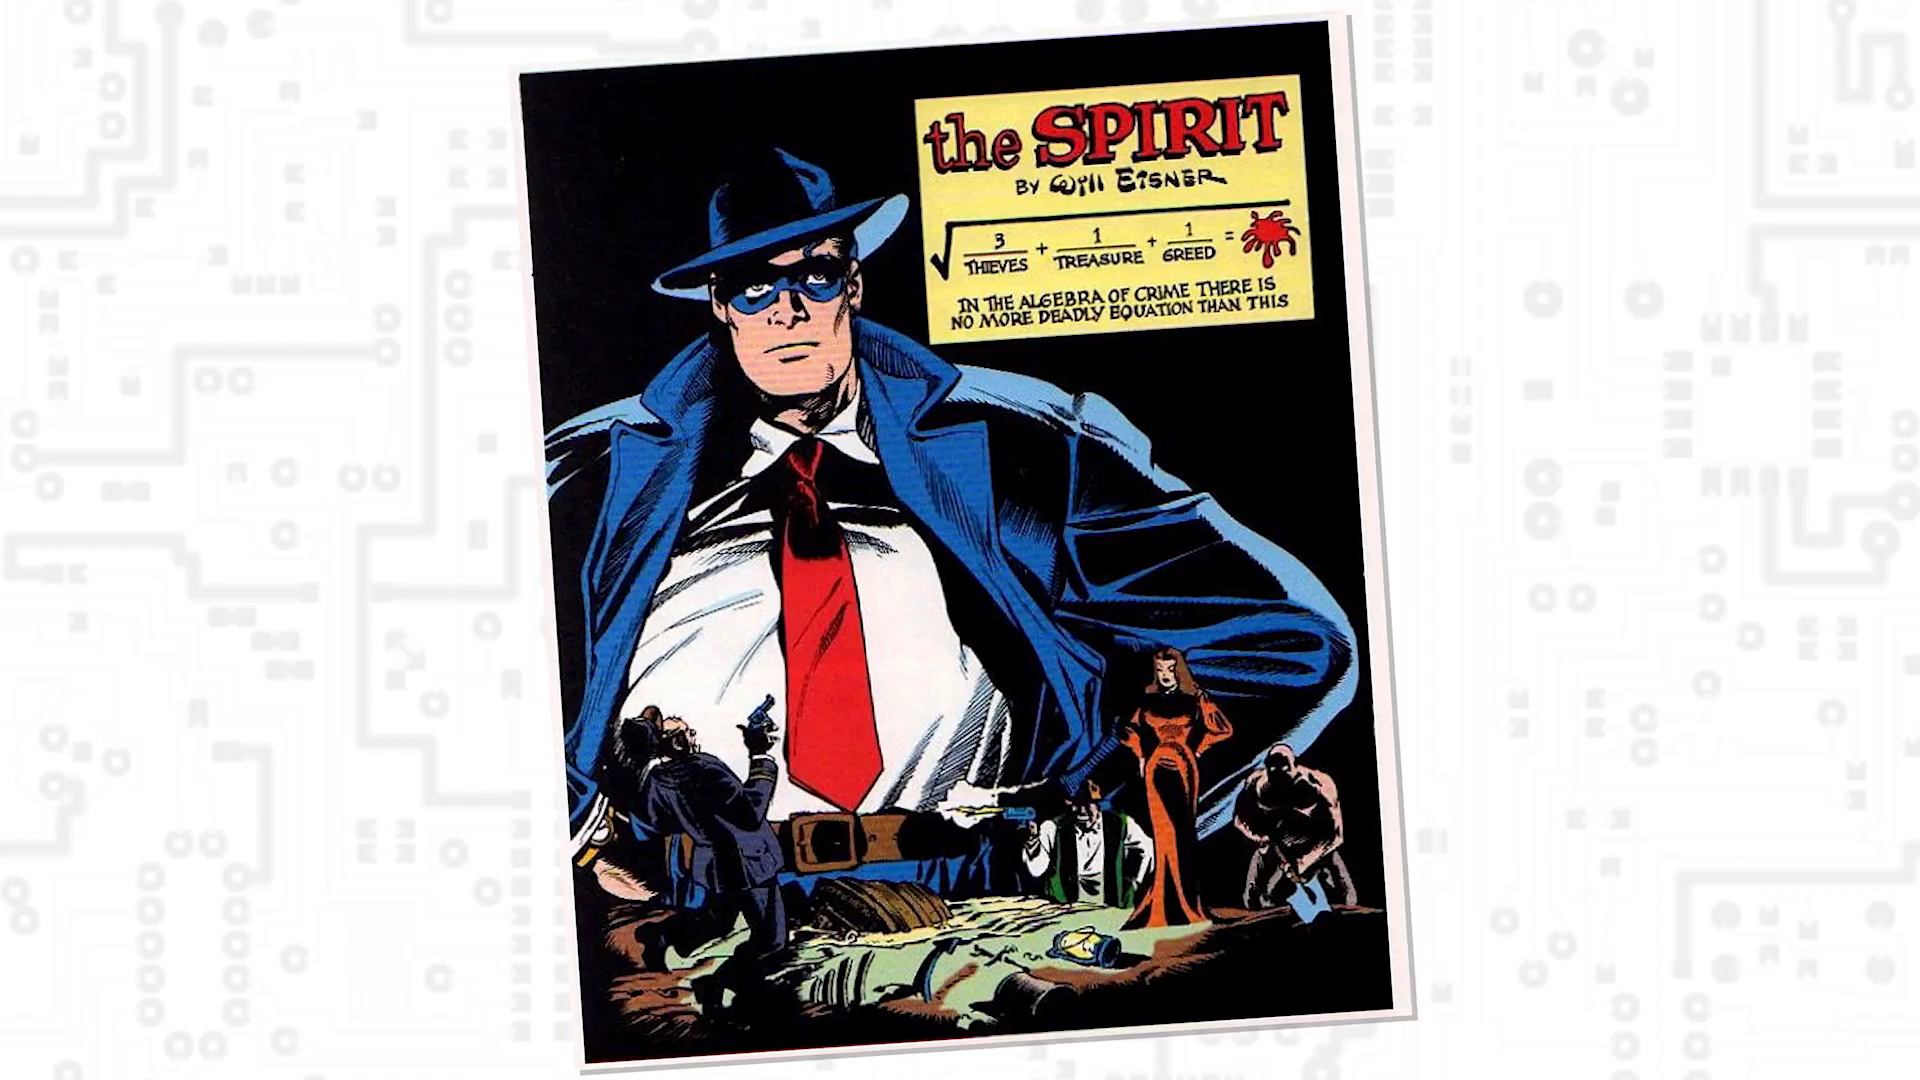 the SPIRIT
BY Will EISNER
√ 3/THIEVES + 1/TREASURE + 1/GREED =
IN THE ALGEBRA OF CRIME THERE IS
NO MORE DEADLY EQUATION THAN THIS